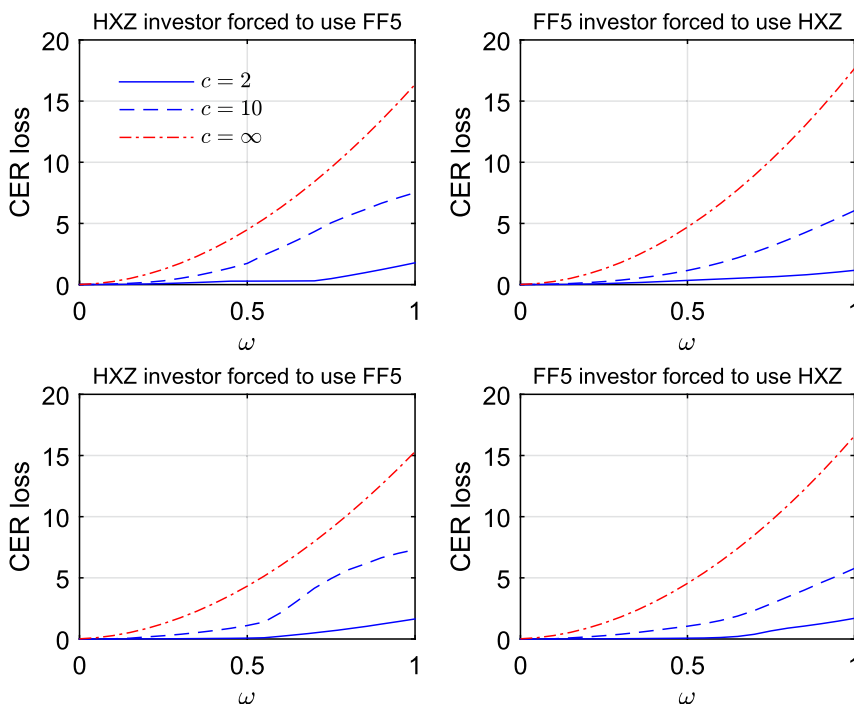 HXZ investor forced to use FF5
20
15
10
5
0
CER loss
c = 2
c = 10
c = ∞
0
0.5
1
ω
FF5 investor forced to use HXZ
20
15
10
5
0
CER loss
0
0.5
1
ω
HXZ investor forced to use FF5
20
15
10
5
0
CER loss
0
0.5
1
ω
FF5 investor forced to use HXZ
20
15
10
5
0
CER loss
0
0.5
1
ω